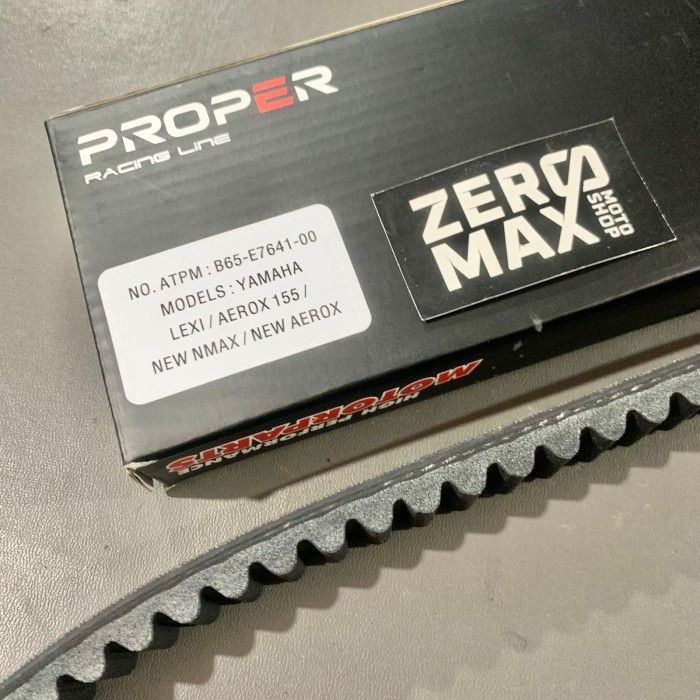 PROPER
RACING LINE
ZERO
MAX
MOTO
SHOP
NO. ATPM : B65-E7641-00
MODELS : YAMAHA
LEXI / AEROX 155 /
NEW NMAX / NEW AEROX
HIGH PERFORMANCE
MOTORPARTS